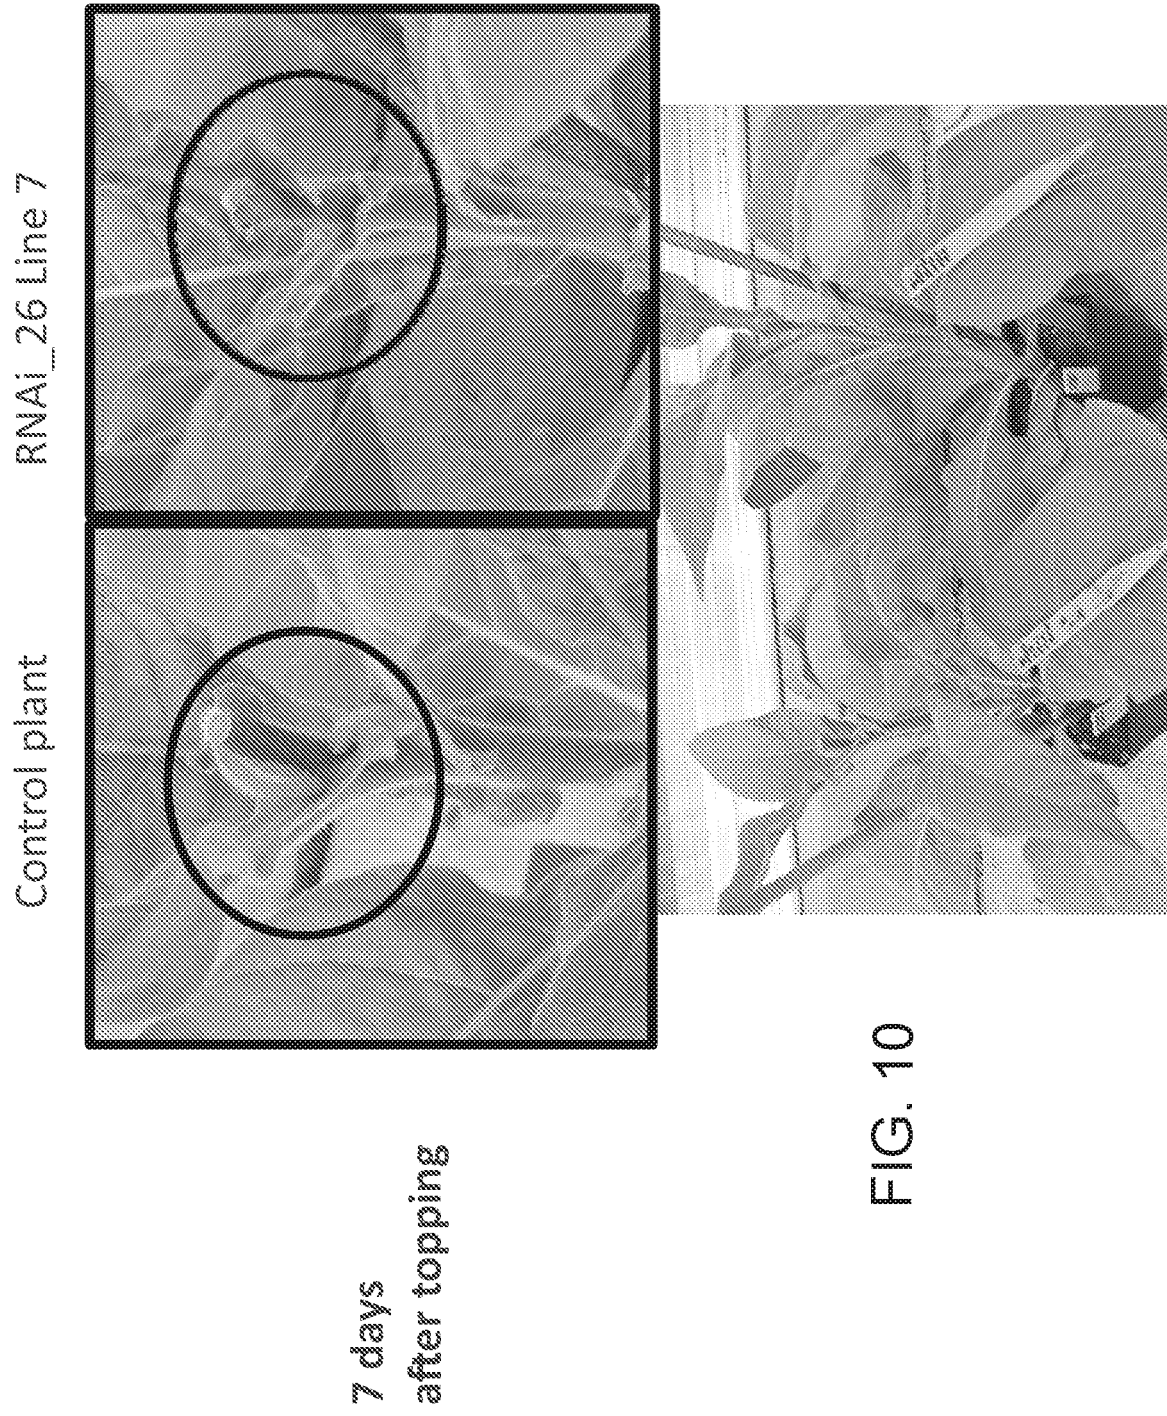 Control plant
RNAi_26 Line 7
7 days
after topping
FIG. 10